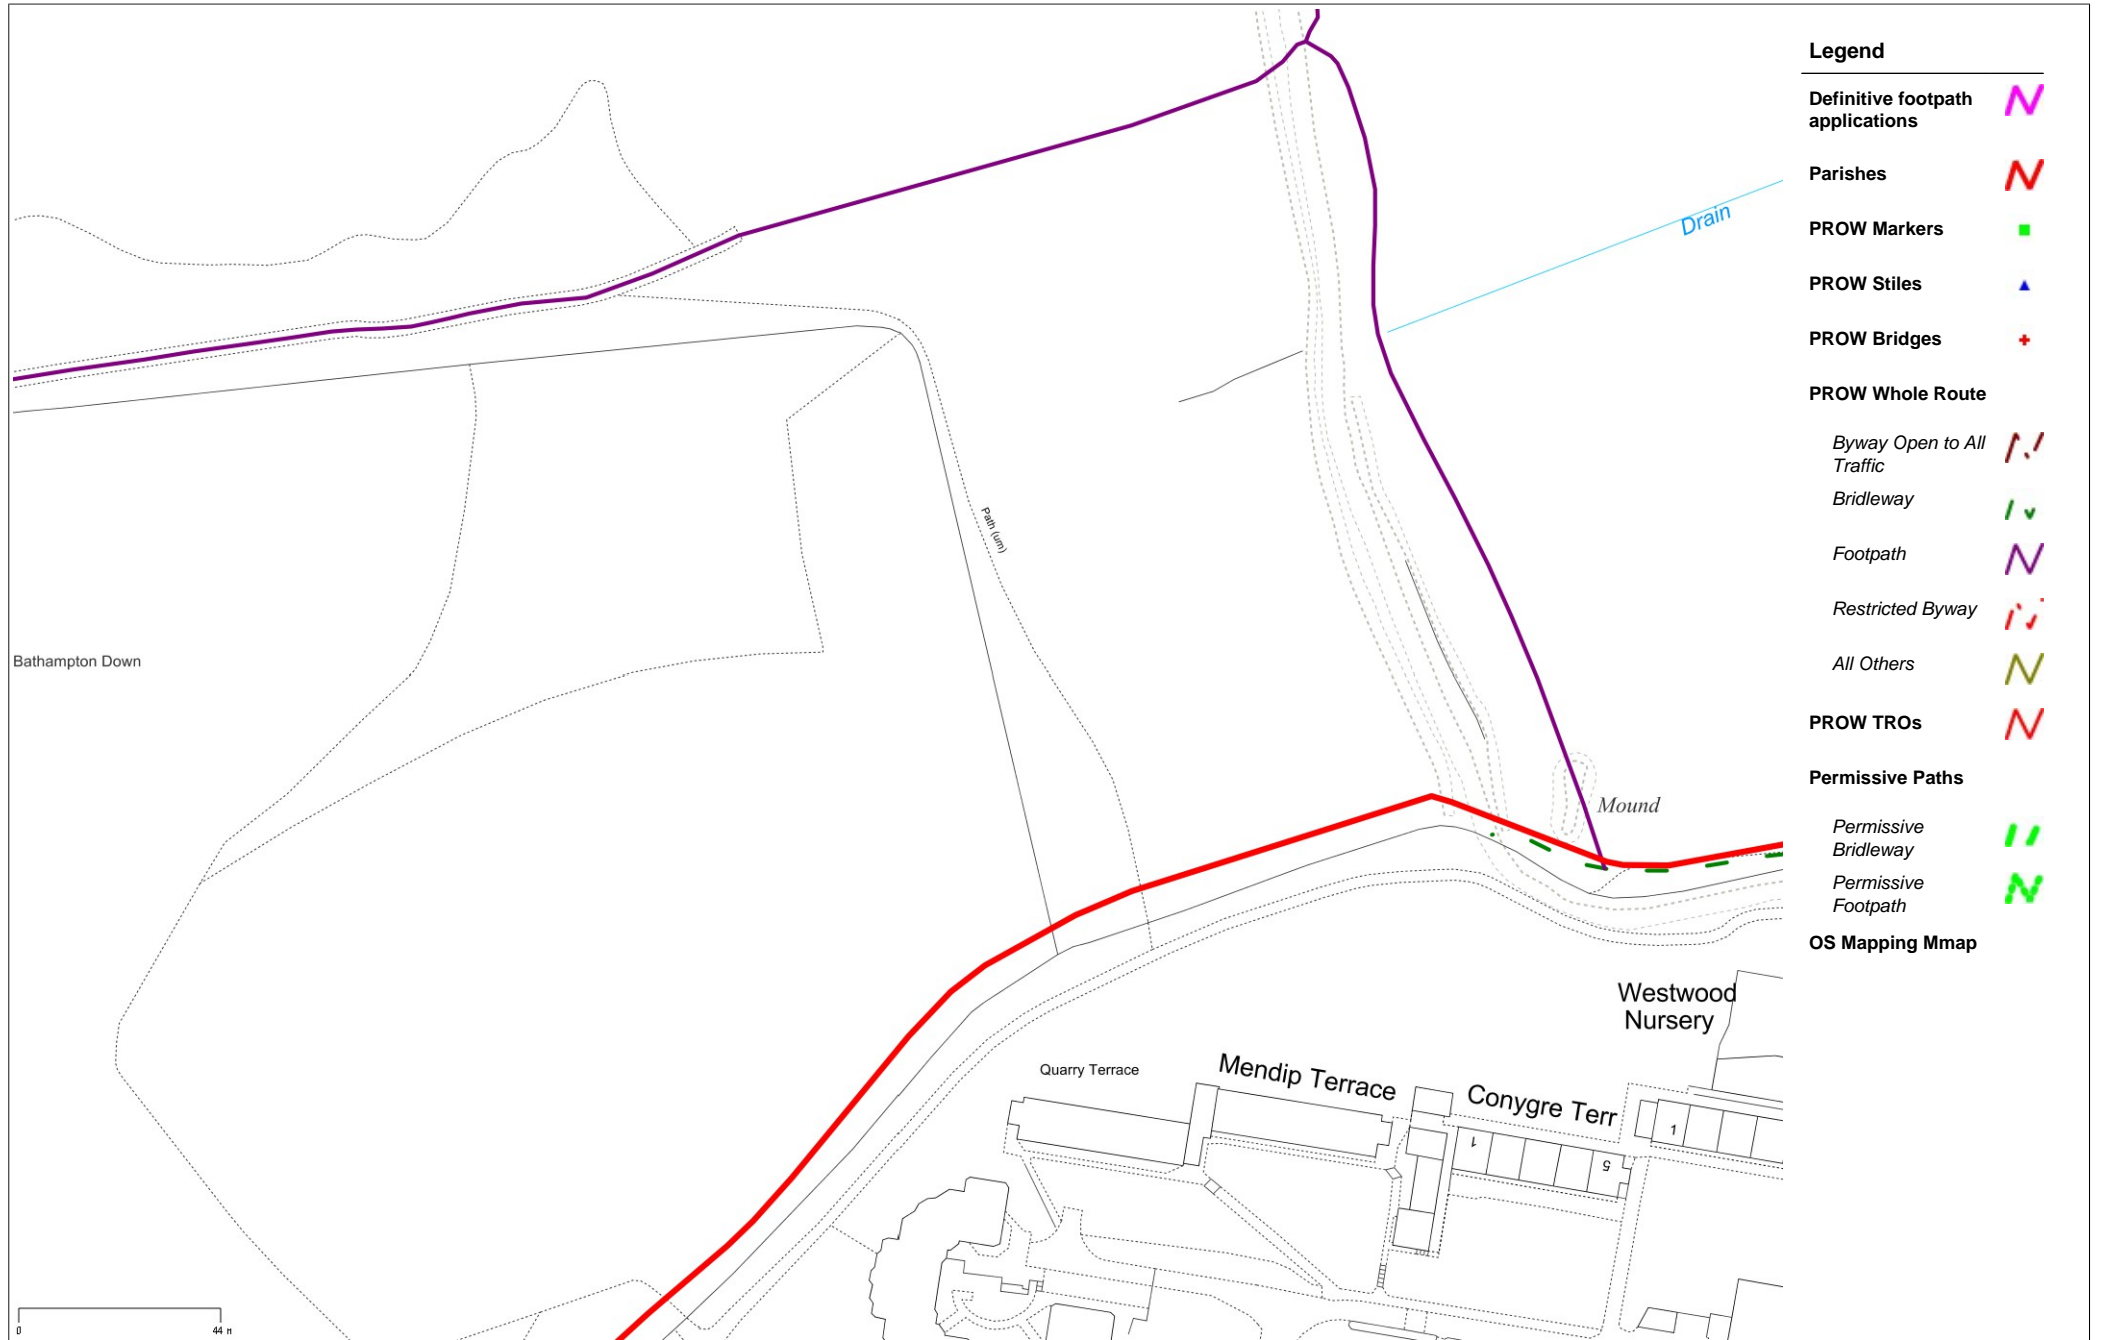 Drain
Path (um)
Bathampton Down
Mound
Westwood
Nursery
Quarry Terrace
Mendip Terrace
Conygre Terr
1
5
1
0
44 M
Legend
Definitive footpath
applications
Parishes
PROW Markers
PROW Stiles
PROW Bridges
PROW Whole Route
Byway Open to All
Traffic
Bridleway
Footpath
Restricted Byway
All Others
PROW TROs
Permissive Paths
Permissive
Bridleway
Permissive
Footpath
OS Mapping Mmap